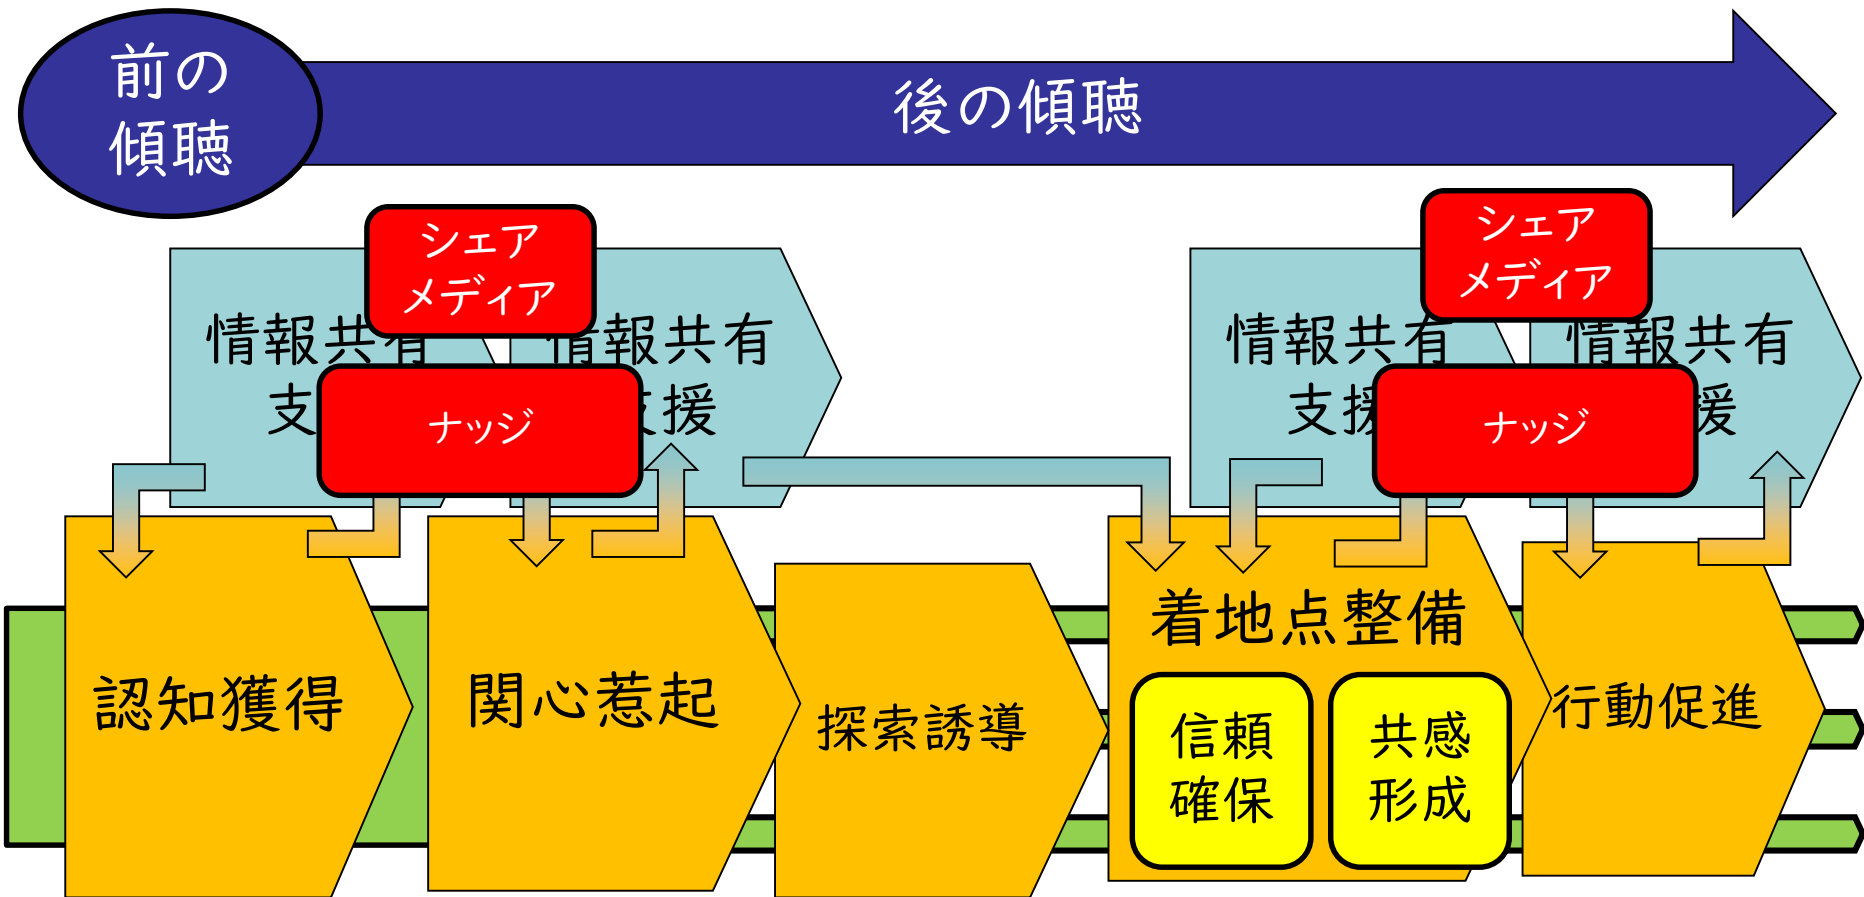 前の
傾聴
後の傾聴
シェア
メディア
シェア
メディア
情報共有
支援
情報共有
支援
情報共有
支援
情報共有
援
ナッジ
ナッジ
認知獲得
関心惹起
探索誘導
着地点整備
信頼
確保
共感
形成
行動促進